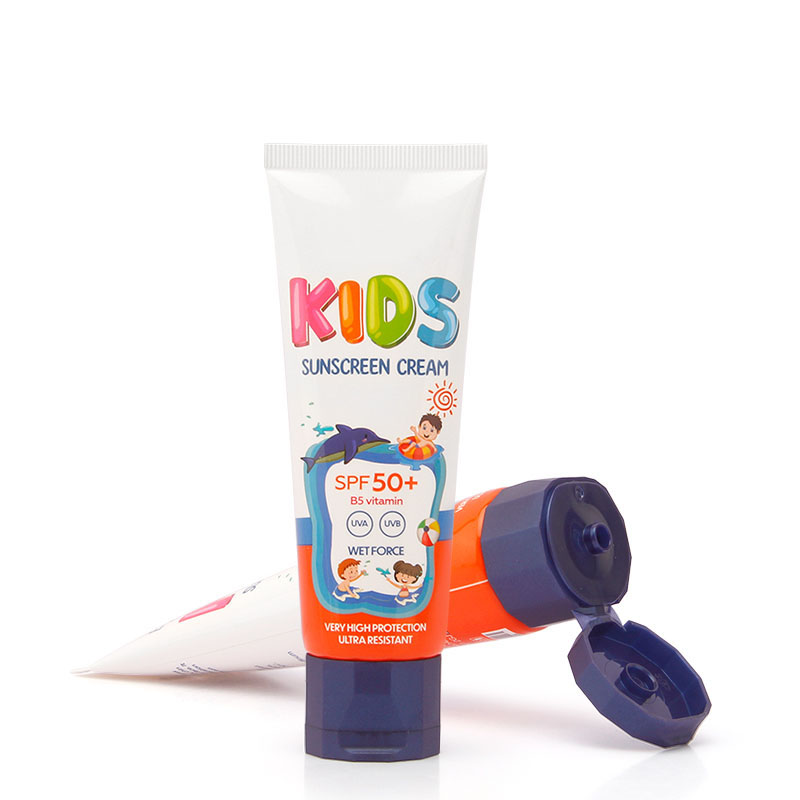 KIDS
SUNSCREEN CREAM
SPF 50+
B5 vitamin
UVA UVB
WET FORCE
VERY HIGH PROTECTION
ULTRA RESISTANT